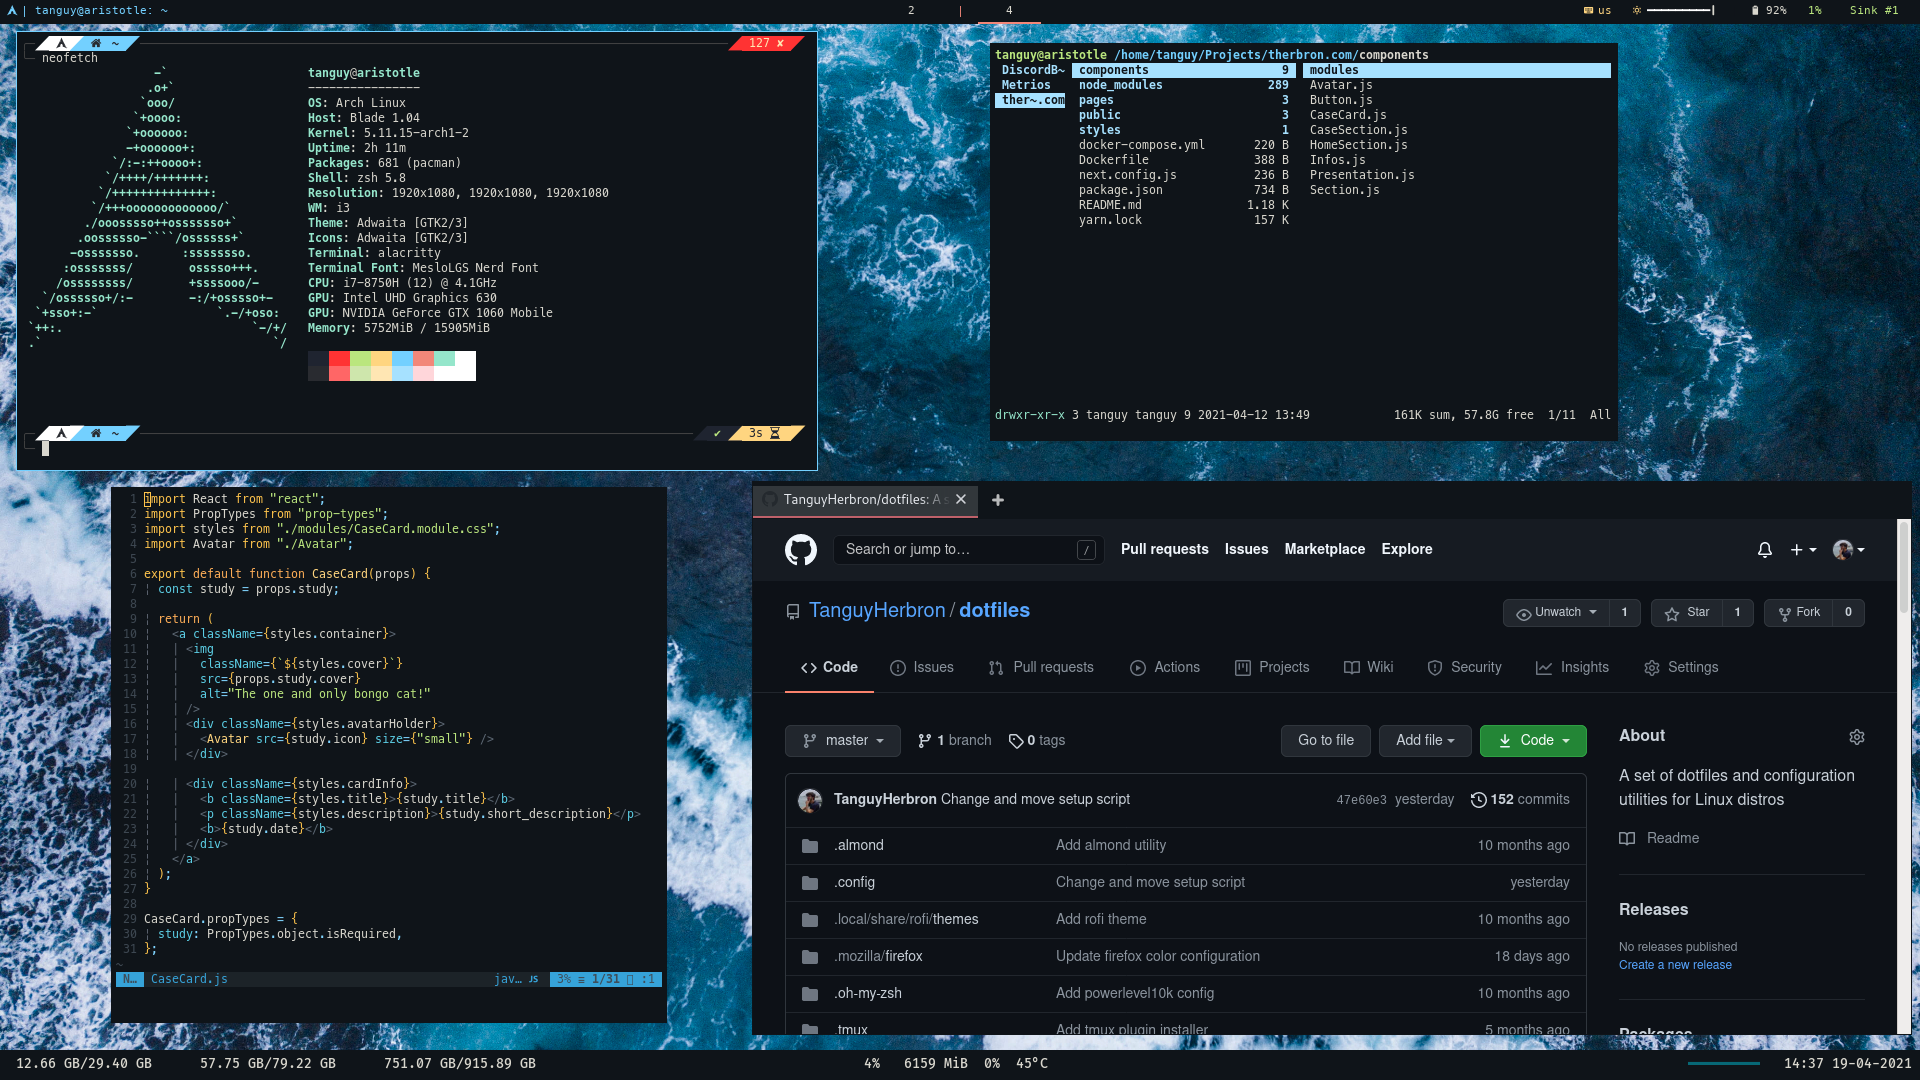 tanguy@aristotle: ~
2
4
us
92%
1%
Sink #1
~
127 ✘
neofetch
tanguy@aristotle
----------------
OS: Arch Linux
Host: Blade 1.04
Kernel: 5.11.15-arch1-2
Uptime: 2h 11m
Packages: 681 (pacman)
Shell: zsh 5.8
Resolution: 1920x1080, 1920x1080, 1920x1080
WM: i3
Theme: Adwaita [GTK2/3]
Icons: Adwaita [GTK2/3]
Terminal: alacritty
Terminal Font: MesloLGS Nerd Font
CPU: i7-8750H (12) @ 4.1GHz
GPU: Intel UHD Graphics 630
GPU: NVIDIA GeForce GTX 1060 Mobile
Memory: 5752MiB / 15905MiB
~
✔ 3s
tanguy@aristotle /home/tanguy/Projects/therbron.com/components
DiscordB~ components 9 modules
Metrios node_modules 289 Avatar.js
ther~.com pages 3 Button.js
public 3 CaseCard.js
styles 1 CaseSection.js
docker-compose.yml 220 B HomeSection.js
Dockerfile 388 B Infos.js
next.config.js 236 B Presentation.js
package.json 734 B Section.js
README.md 1.18 K
yarn.lock 157 K
drwxr-xr-x 3 tanguy tanguy 9 2021-04-12 13:49 161K sum, 57.8G free 1/11 All
1 import React from "react";
2 import PropTypes from "prop-types";
3 import styles from "./modules/CaseCard.module.css";
4 import Avatar from "./Avatar";
5
6 export default function CaseCard(props) {
7 const study = props.study;
8
9 return (
10 <a className={styles.container}>
11 <img
12 className={`${styles.cover}`}
13 src={props.study.cover}
14 alt="The one and only bongo cat!"
15 />
16 <div className={styles.avatarHolder}>
17 <Avatar src={study.icon} size={"small"} />
18 </div>
19
20 <div className={styles.cardInfo}>
21 <b className={styles.title}>{study.title}</b>
22 <p className={styles.description}>{study.short_description}</p>
23 <b>{study.date}</b>
24 </div>
25 </a>
26 );
27 }
28
29 CaseCard.propTypes = {
30 study: PropTypes.object.isRequired,
31 };
~
N… CaseCard.js jav… JS 3% ≡ 1/31 :1
TanguyHerbron/dotfiles: A s
Search or jump to… /
Pull requests Issues Marketplace Explore
TanguyHerbron / dotfiles
Unwatch 1 Star 1 Fork 0
Code Issues Pull requests Actions Projects Wiki Security Insights Settings
master 1 branch 0 tags Go to file Add file Code
TanguyHerbron Change and move setup script 47e60e3 yesterday 152 commits
.almond Add almond utility 10 months ago
.config Change and move setup script yesterday
.local/share/rofi/themes Add rofi theme 10 months ago
.mozilla/firefox Update firefox color configuration 18 days ago
.oh-my-zsh Add powerlevel10k config 10 months ago
.tmux Add tmux plugin installer 5 months ago
About
A set of dotfiles and configuration
utilities for Linux distros
Readme
Releases
No releases published
Create a new release
Packages
12.66 GB/29.40 GB 57.75 GB/79.22 GB 751.07 GB/915.89 GB 4% 6159 MiB 0% 45°C 14:37 19-04-2021